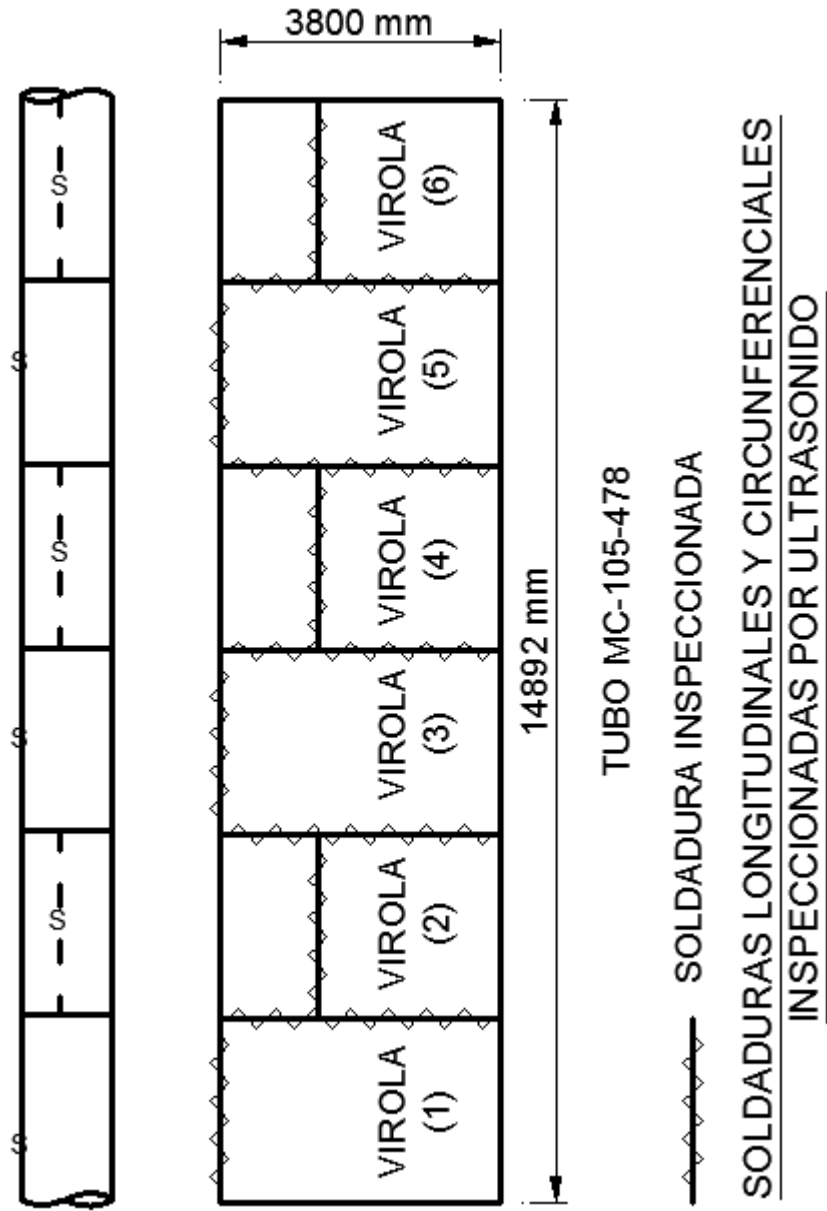 3800 mm
S
S
S
S
S
S
VIROLA
(1)
VIROLA
(2)
VIROLA
(3)
VIROLA
(4)
VIROLA
(5)
VIROLA
(6)
14892 mm
TUBO MC-105-478
SOLDADURA INSPECCIONADA
SOLDADURAS LONGITUDINALES Y CIRCUNFERENCIALES
INSPECCIONADAS POR ULTRASONIDO